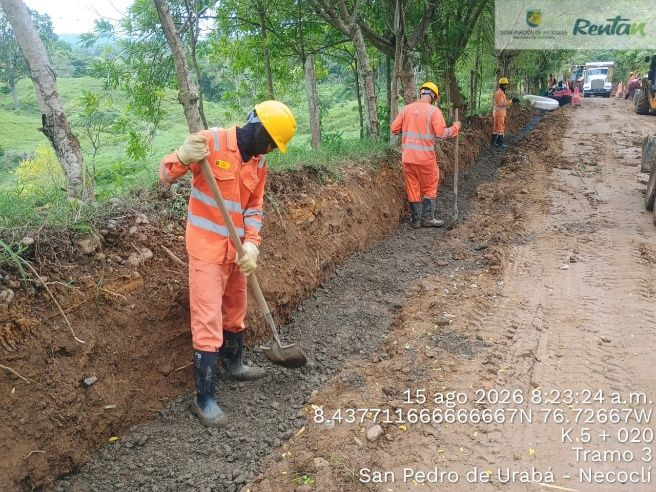 GOBERNACIÓN DE ANTIOQUIA
Rentan
15 ago 2026 8:23:24 a.m.
8.4377116666666667N 76.72667W
K.5 + 020
Tramo 3
San Pedro de Urabá - Necoclí